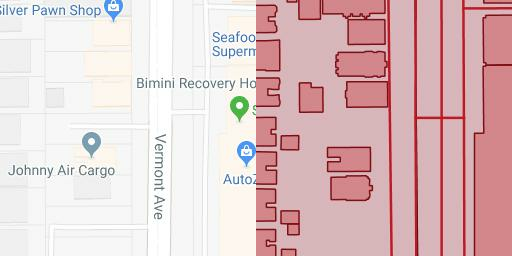 Silver Pawn Shop
Seafoo
Superm
Bimini Recovery Ho
S
Vermont Ave
Johnny Air Cargo
AutoZ